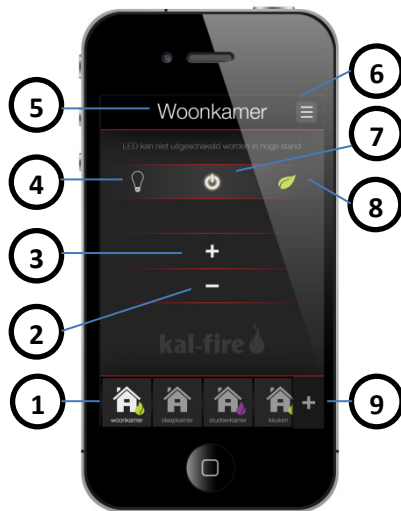 6
5
Woonkamer
7
LED kan niet uitgeschakeld worden in hoge stand
4
8
3
+
2
−
kal-fire
1
woonkamer
slaapkamer
studeerkamer
keuken
+
9